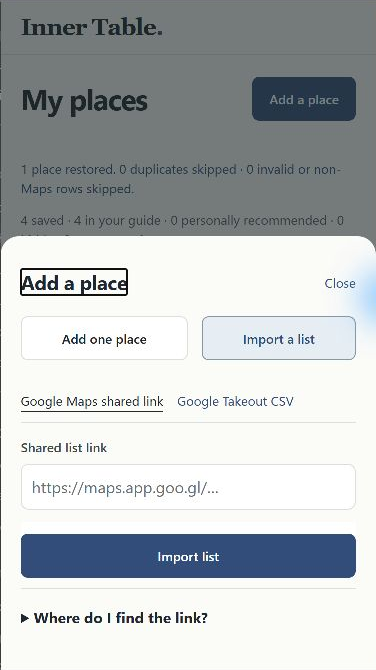 Inner Table.
My places
Add a place
1 place restored. 0 duplicates skipped · 0 invalid or non-
Maps rows skipped.
4 saved · 4 in your guide · 0 personally recommended · 0
Add a place
Close
Add one place
Import a list
Google Maps shared link
Google Takeout CSV
Shared list link
https://maps.app.goo.gl/...
Import list
▶ Where do I find the link?